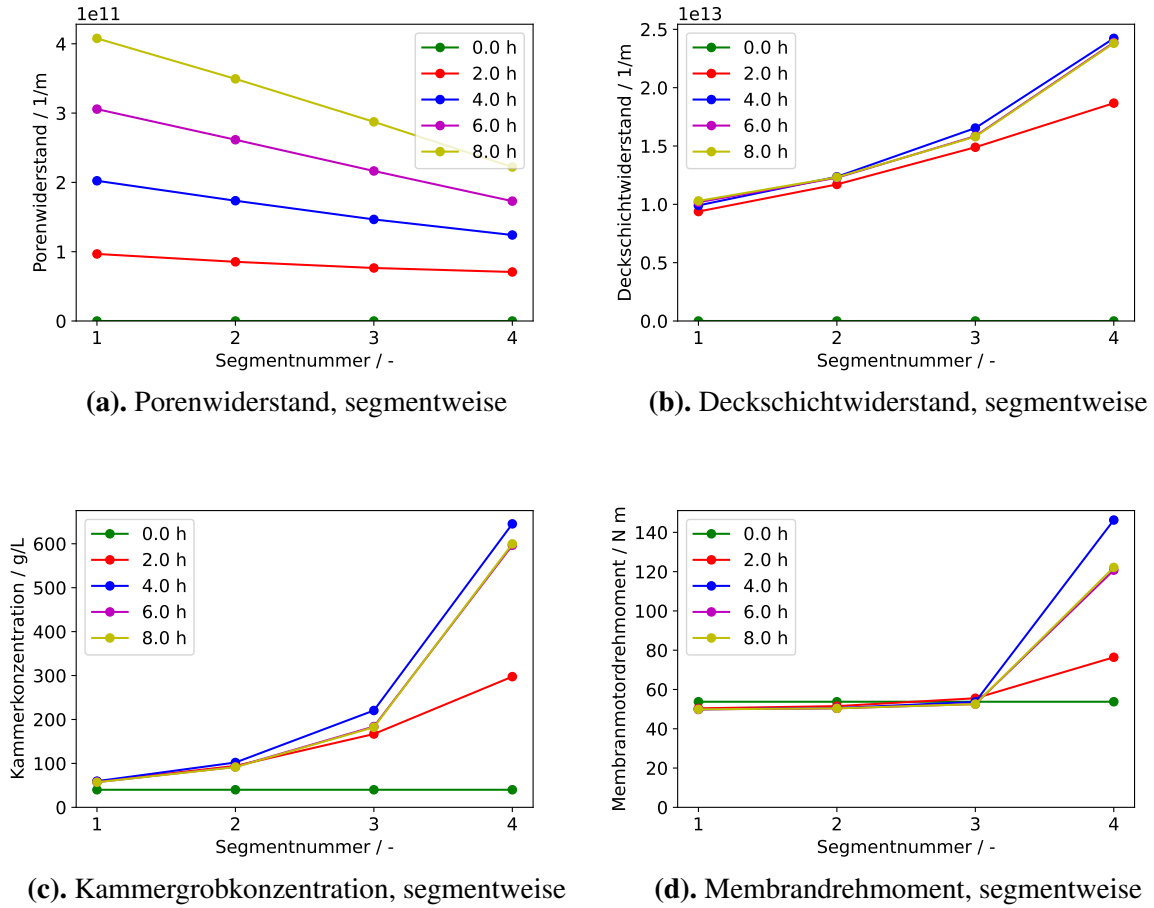 1e11
Porenwiderstand / 1/m
4
3
2
1
0
0.0 h
2.0 h
4.0 h
6.0 h
8.0 h
1 2 3 4
Segmentnummer / -
(a). Porenwiderstand, segmentweise
1e13
Deckschichtwiderstand / 1/m
2.5
2.0
1.5
1.0
0.5
0.0
0.0 h
2.0 h
4.0 h
6.0 h
8.0 h
1 2 3 4
Segmentnummer / -
(b). Deckschichtwiderstand, segmentweise
Kammerkonzentration / g/L
600
500
400
300
200
100
0
0.0 h
2.0 h
4.0 h
6.0 h
8.0 h
1 2 3 4
Segmentnummer / -
(c). Kammergrobkonzentration, segmentweise
Membranmotordrehmoment / N m
140
120
100
80
60
40
20
0
0.0 h
2.0 h
4.0 h
6.0 h
8.0 h
1 2 3 4
Segmentnummer / -
(d). Membrandrehmoment, segmentweise